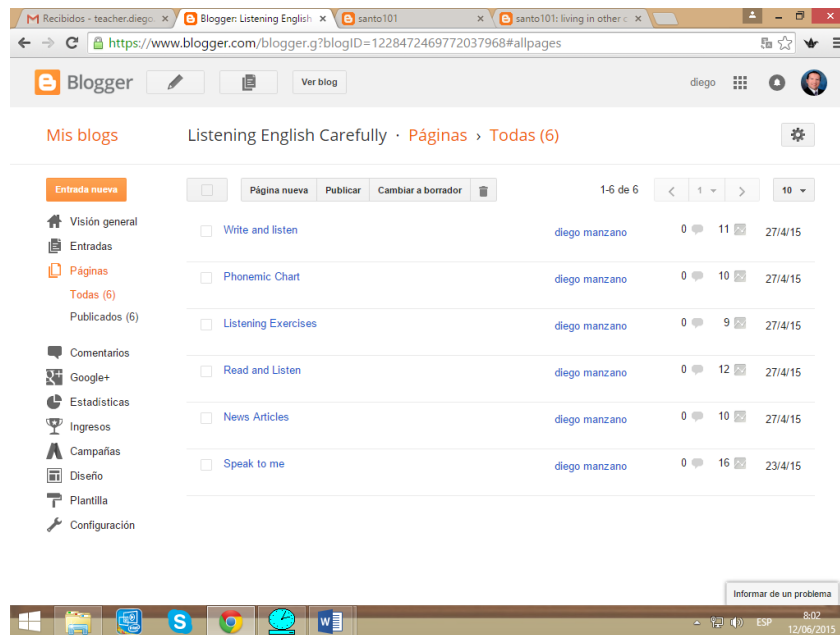 Recibidos - teacher.diego.
Blogger: Listening English
santo101
santo101: living in other c
https://www.blogger.com/blogger.g?blogID=1228472469772037968#allpages
Blogger
Ver blog
diego
Mis blogs
Listening English Carefully · Páginas › Todas (6)
Entrada nueva
Página nueva Publicar Cambiar a borrador
1-6 de 6
1
10
Visión general
Entradas
Páginas
Todas (6)
Publicados (6)
Comentarios
Google+
Estadísticas
Ingresos
Campañas
Diseño
Plantilla
Configuración
Write and listen diego manzano 0 11 27/4/15
Phonemic Chart diego manzano 0 10 27/4/15
Listening Exercises diego manzano 0 9 27/4/15
Read and Listen diego manzano 0 12 27/4/15
News Articles diego manzano 0 10 27/4/15
Speak to me diego manzano 0 16 23/4/15
Informar de un problema
ESP
8:02
12/06/2015